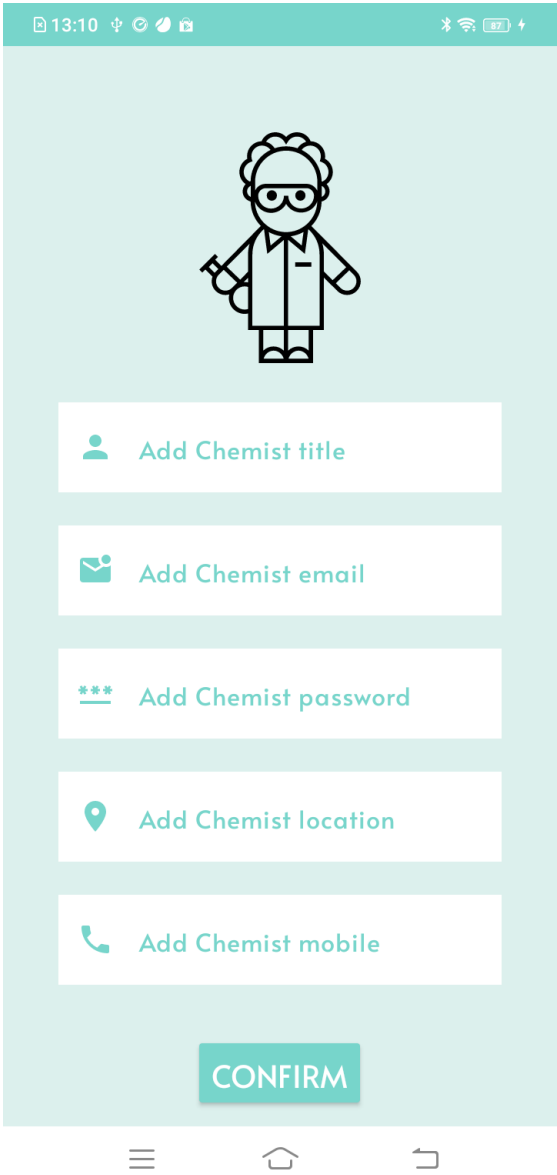 13:10
87
Add Chemist title
Add Chemist email
***
Add Chemist password
Add Chemist location
Add Chemist mobile
CONFIRM